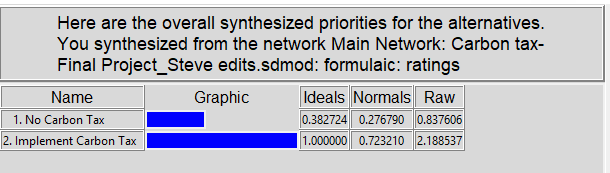 Here are the overall synthesized priorities for the alternatives.
You synthesized from the network Main Network: Carbon tax-
Final Project_Steve edits.sdmod: formulaic: ratings
Name Graphic Ideals Normals Raw
1. No Carbon Tax 0.382724 0.276790 0.837606
2. Implement Carbon Tax 1.000000 0.723210 2.188537